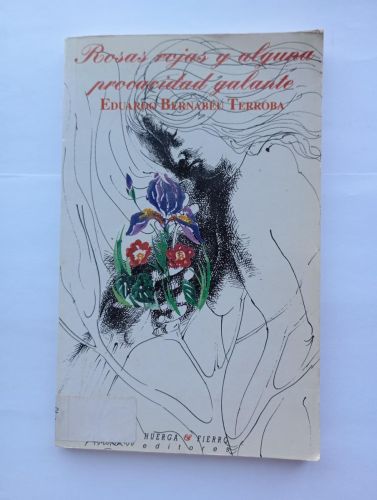 Rosas rojas y alguna
procacidad galante
EDUARDO BERNABEU TERROBA
HUERGA & FIERRO
editores